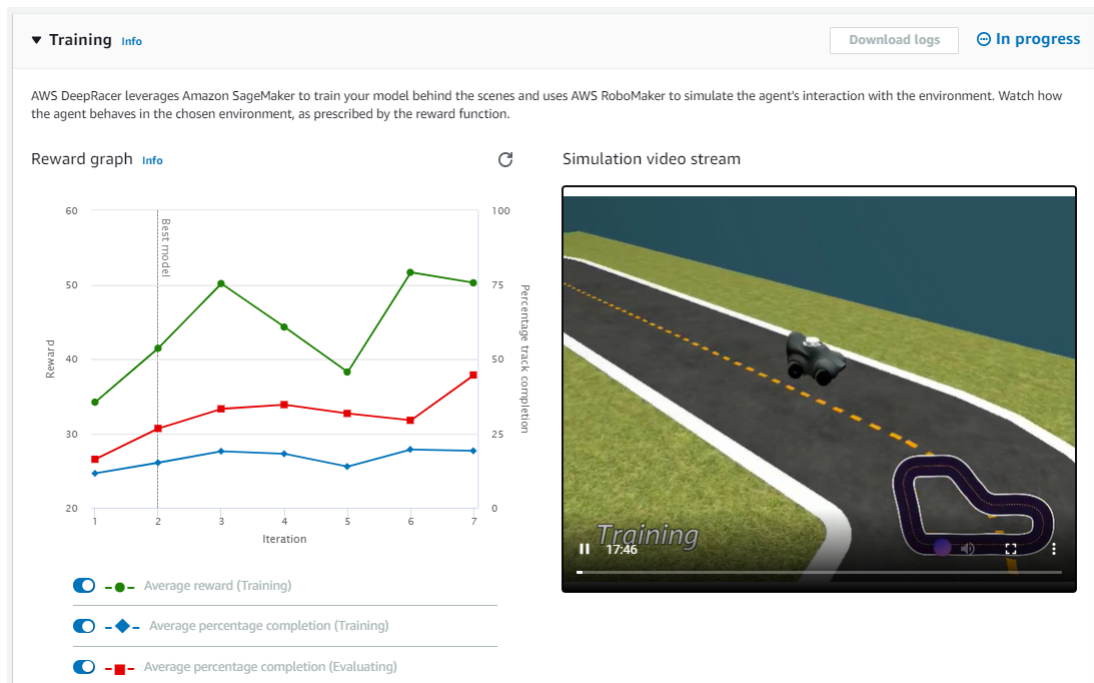 Training Info
Download logs
In progress
AWS DeepRacer leverages Amazon SageMaker to train your model behind the scenes and uses AWS RoboMaker to simulate the agent's interaction with the environment. Watch how
the agent behaves in the chosen environment, as prescribed by the reward function.
Reward graph Info
60
50
40
30
20
Reward
Best model
100
75
50
25
0
Percentage track completion
1 2 3 4 5 6 7
Iteration
Average reward (Training)
Average percentage completion (Training)
Average percentage completion (Evaluating)
Simulation video stream
Training
17:46